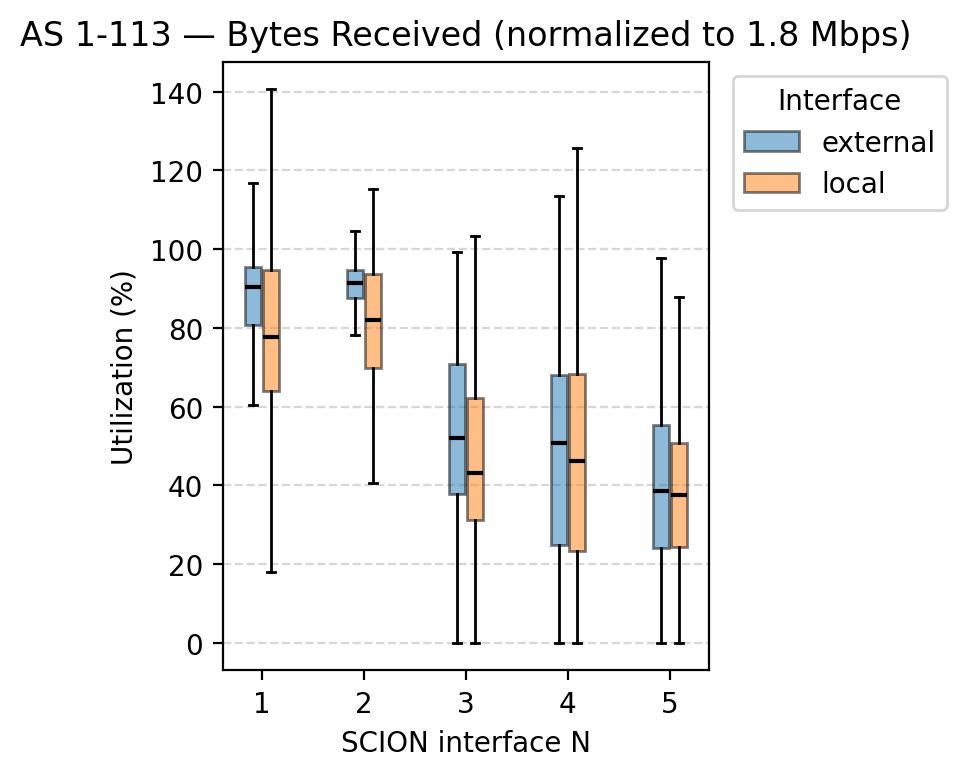 AS 1-113 — Bytes Received (normalized to 1.8 Mbps)
Interface
external
local
Utilization (%)
140
120
100
80
60
40
20
0
1 2 3 4 5
SCION interface N